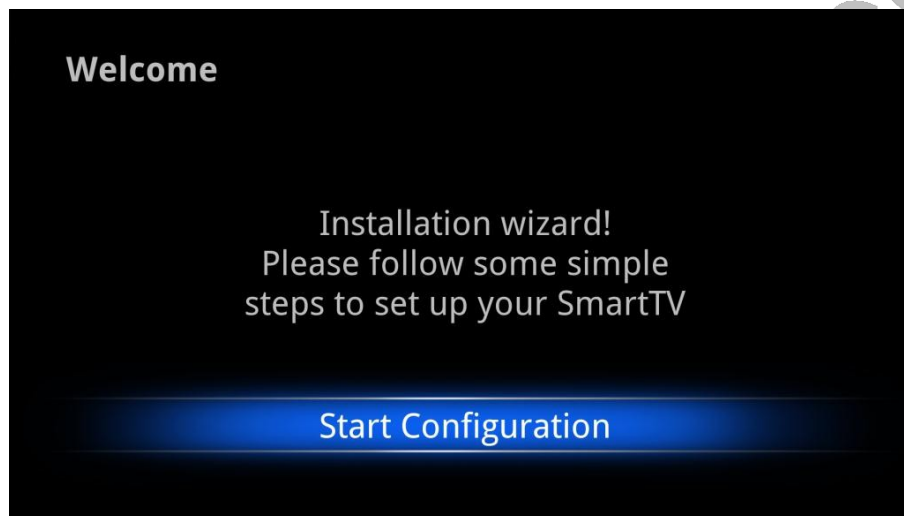 Welcome
Installation wizard!
Please follow some simple
steps to set up your SmartTV
Start Configuration